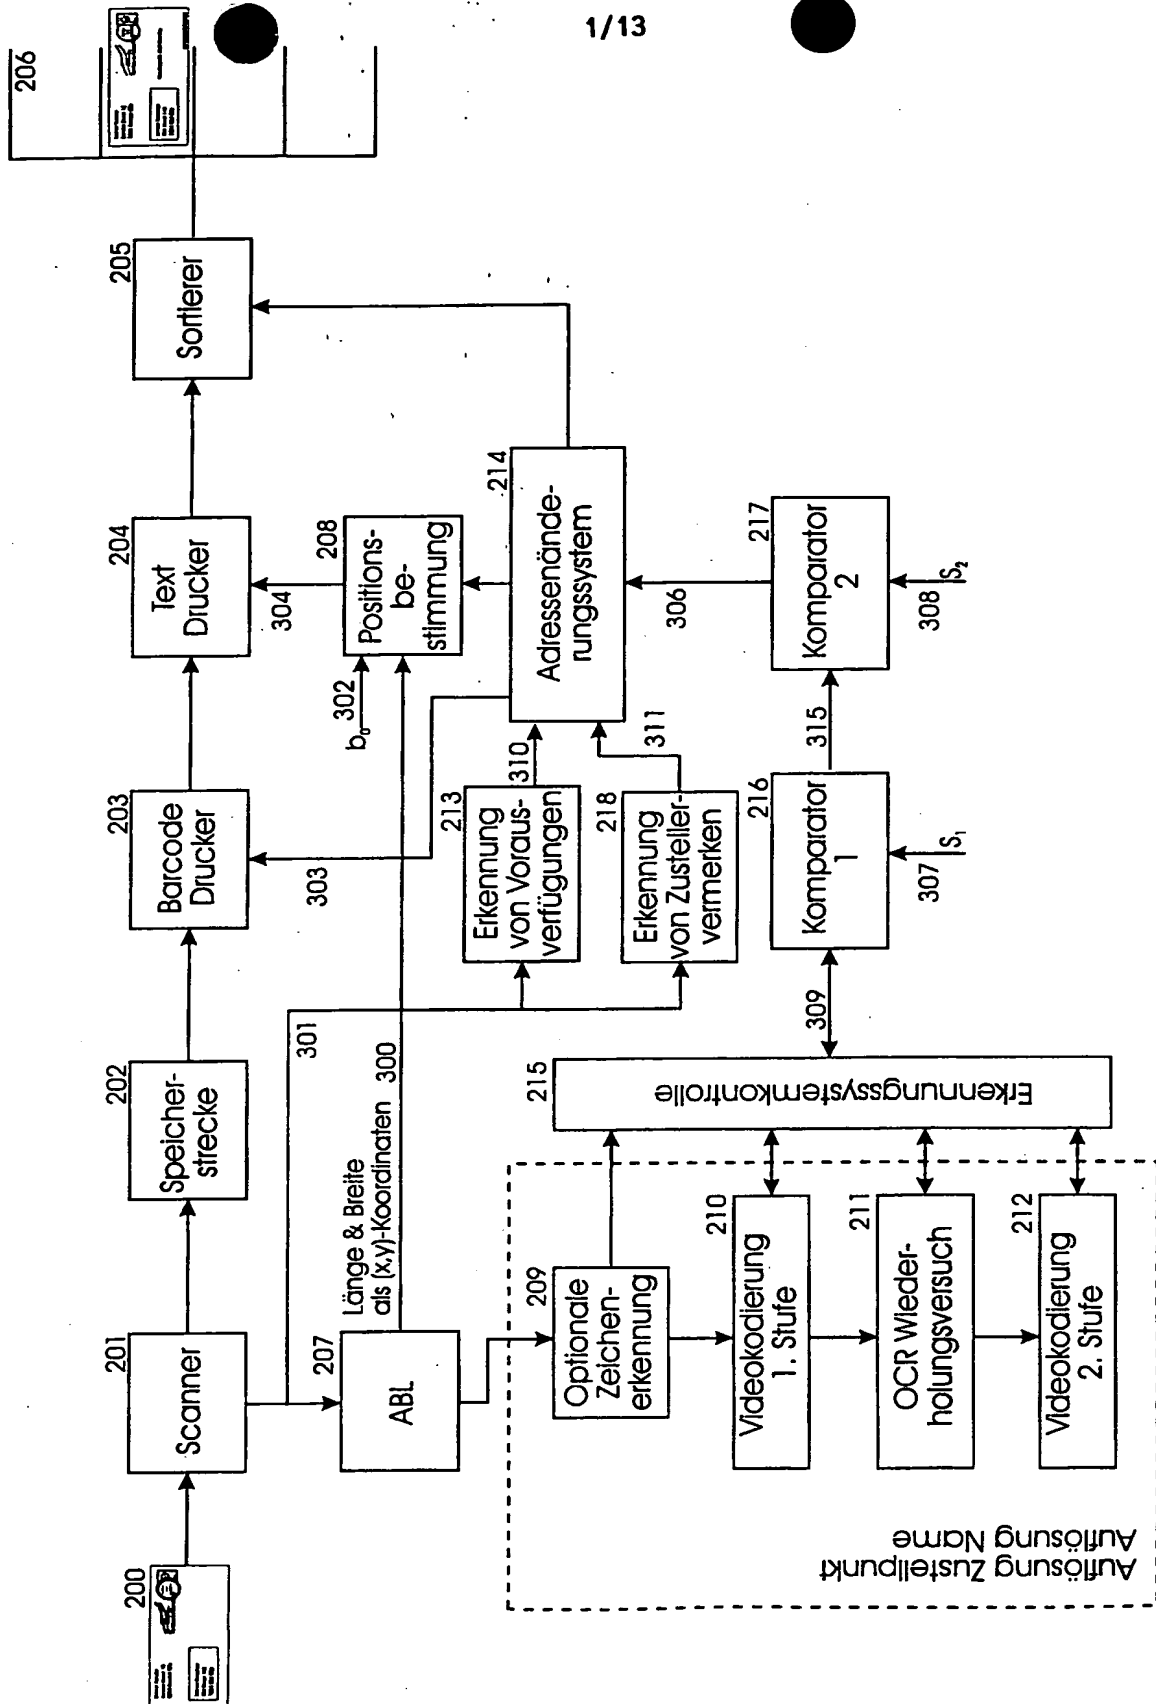 1/13
200
201
Scanner
202
Speicher-
strecke
203
Barcode
Drucker
204
Text
Drucker
205
Sortierer
206
207
ABL
Länge & Breite
als (x,y)-Koordinaten 300
301
303
b₀ 302
304
208
Positions-
be-
stimmung
213
Erkennung
von Voraus-
verfügungen
310
214
Adressenände-
rungssystem
218
Erkennung
von Zusteller-
vermerken
311
306
209
Optionale
Zeichen-
erkennung
210
Videokodierung
1. Stufe
211
OCR Wieder-
holungsversuch
212
Videokodierung
2. Stufe
Auflösung Zustellpunkt
Auflösung Name
215
Erkennungssystemkontrolle
309
216
Komparator
1
307 S₁
315
217
Komparator
2
308 S₂